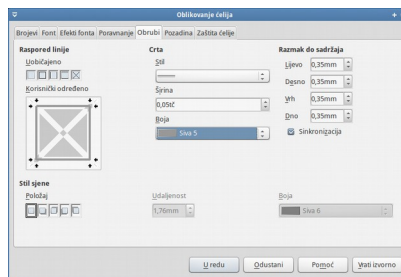 Oblikovanje ćelija
Brojevi Font Efekti fonta Poravnanje Obrubi Pozadina Zaštita ćelije
Raspored linije
Uobičajeno
Korisnički određeno
Crta
Stil
Širina
0,05tč
Boja
Siva 5
Razmak do sadržaja
Lijevo 0,35mm
Desno 0,35mm
Vrh 0,35mm
Dno 0,35mm
Sinkronizacija
Stil sjene
Položaj
Udaljenost
1,76mm
Boja
Siva 6
U redu Odustani Pomoć Vrati izvorno